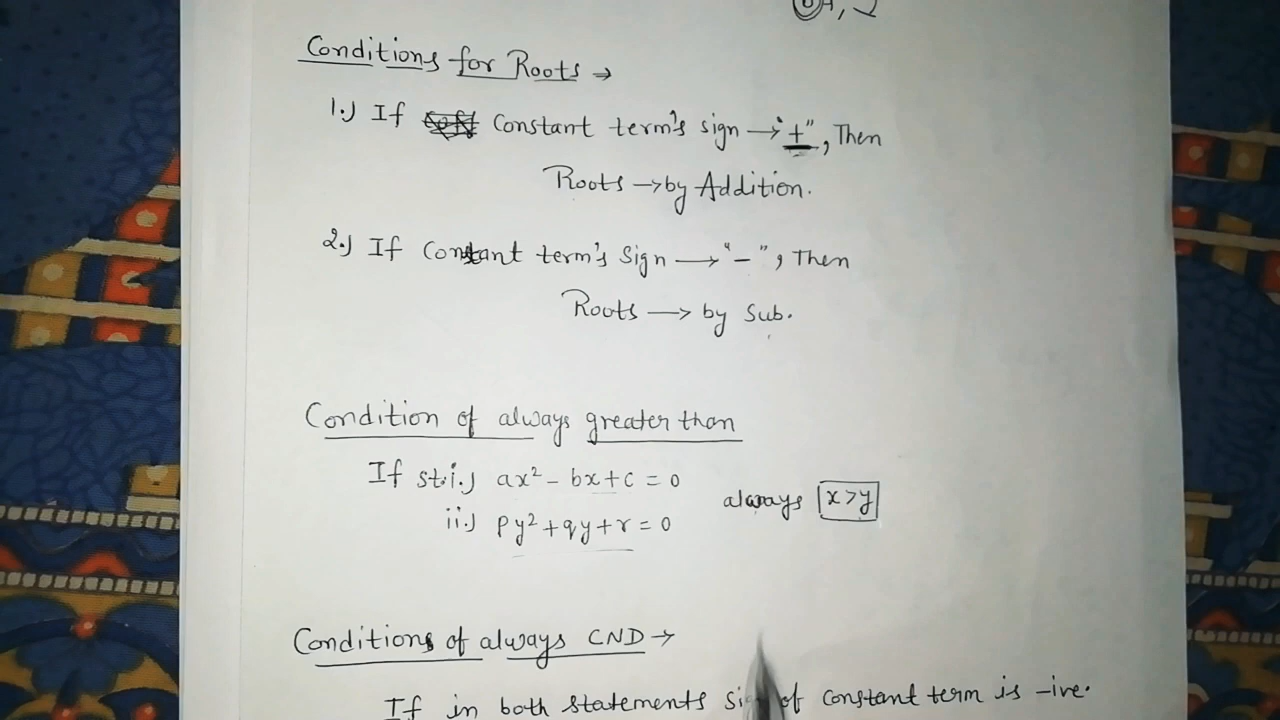 Conditions for Roots →
1.) If Constant term's sign → "+", Then
Roots → by Addition.
2.) If Constant term's Sign → "-", Then
Roots → by Sub.
Condition of always greater than
If st.i.) ax² - bx + c = 0
always x>y
ii.) py² + qy + r = 0
Conditions of always CND →
If in both statements of constant term is -ive.